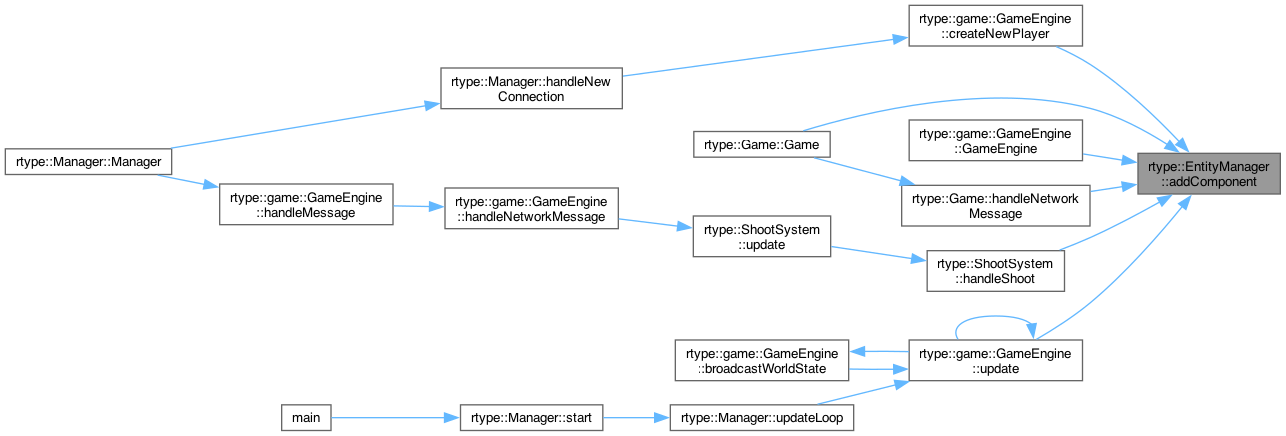 rtype::game::GameEngine
::createNewPlayer
rtype::Manager::handleNew
Connection
rtype::Game::Game
rtype::game::GameEngine
::GameEngine
rtype::Manager::Manager
rtype::EntityManager
::addComponent
rtype::game::GameEngine
::handleMessage
rtype::game::GameEngine
::handleNetworkMessage
rtype::Game::handleNetwork
Message
rtype::ShootSystem
::update
rtype::ShootSystem
::handleShoot
rtype::game::GameEngine
::broadcastWorldState
rtype::game::GameEngine
::update
main
rtype::Manager::start
rtype::Manager::updateLoop